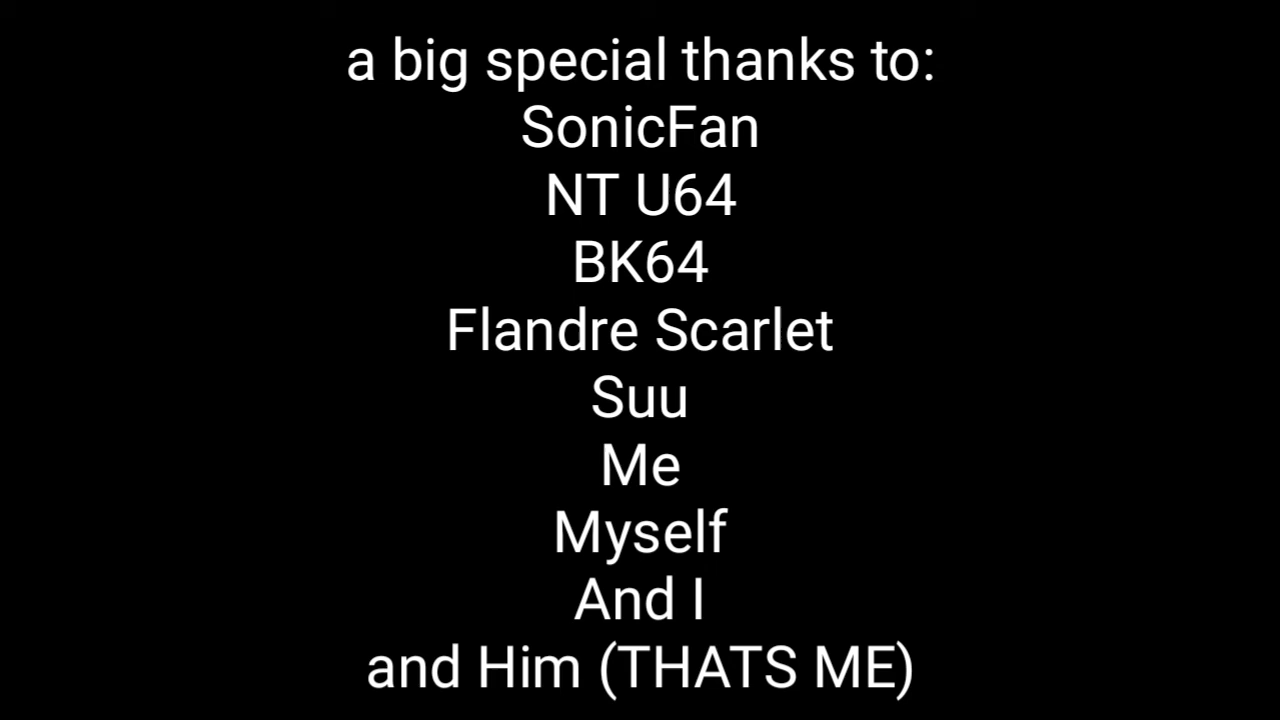 a big special thanks to:
SonicFan
NT U64
BK64
Flandre Scarlet
Suu
Me
Myself
And I
and Him (THATS ME)